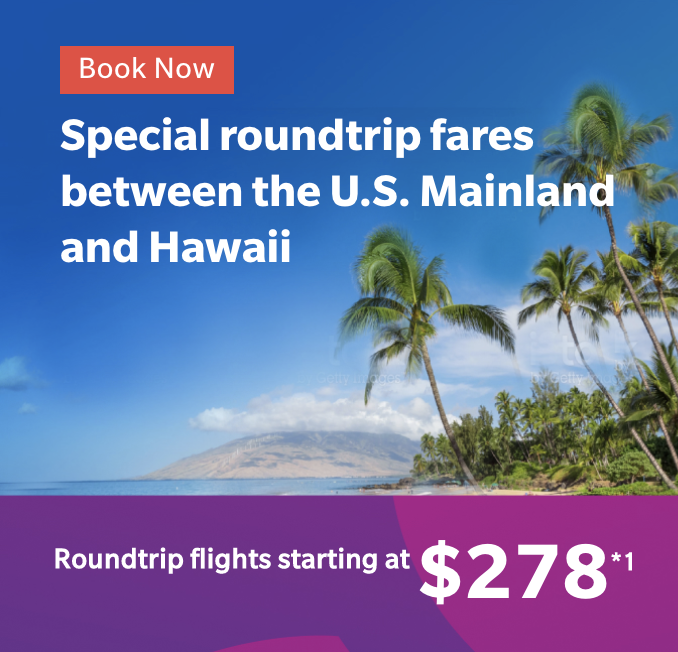 Book Now
Special roundtrip fares
between the U.S. Mainland
and Hawaii
Roundtrip flights starting at $278*1